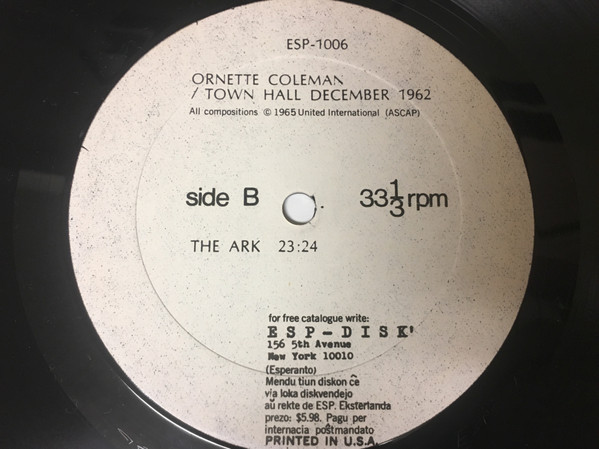 ESP-1006
ORNETTE COLEMAN
/ TOWN HALL DECEMBER 1962
All compositions © 1965 United International (ASCAP)
side B 33 1/3 rpm
THE ARK 23:24
for free catalogue write:
ESP-DISK'
156 5th Avenue
New York 10010
(Esperanto)
Mendu tiun diskon ĉe
via loka diskvendejo
aŭ rekte de ESP. Eksterlanda
prezo: $5.98. Pagu per
internacia poŝtmandato
PRINTED IN U.S.A.